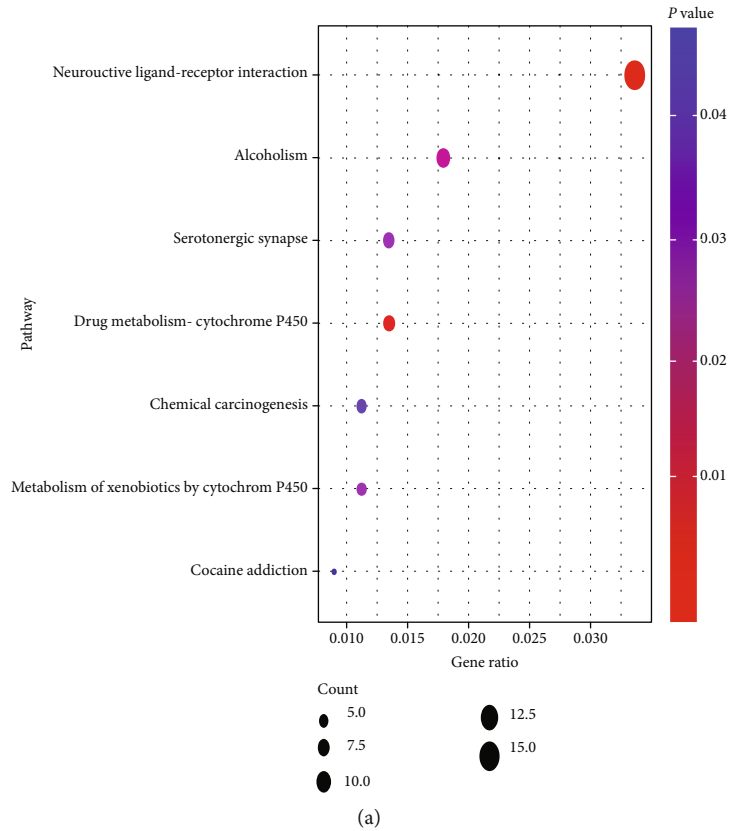 P value
Neurouctive ligand-receptor interaction
Alcoholism
Serotonergic synapse
Drug metabolism- cytochrome P450
Chemical carcinogenesis
Metabolism of xenobiotics by cytochrom P450
Cocaine addiction
Pathway
0.04
0.03
0.02
0.01
0.010 0.015 0.020 0.025 0.030
Gene ratio
Count
5.0 12.5
7.5 15.0
10.0
(a)